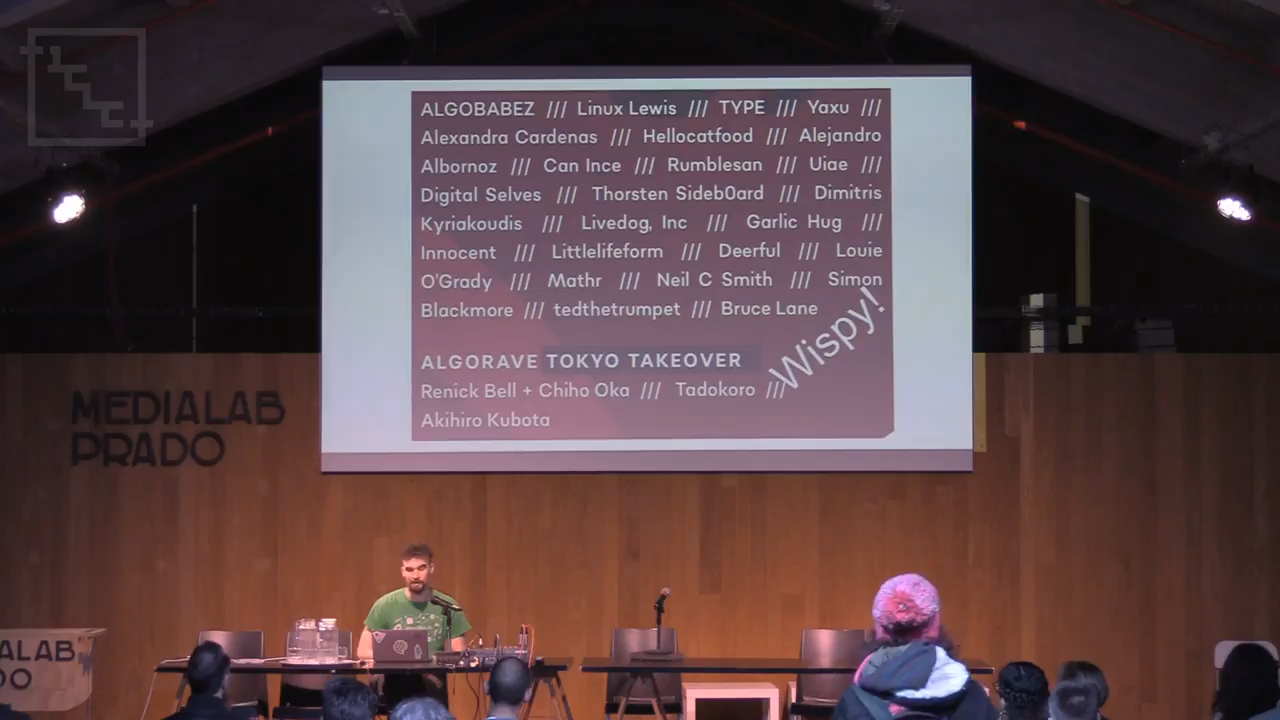 ALGOBABEZ /// Linux Lewis /// TYPE /// Yaxu ///
Alexandra Cardenas /// Hellocatfood /// Alejandro
Albornoz /// Can Ince /// Rumblesan /// Uiae ///
Digital Selves /// Thorsten Sideb0ard /// Dimitris
Kyriakoudis /// Livedog, Inc /// Garlic Hug ///
Innocent /// Littlelifeform /// Deerful /// Louie
O'Grady /// Mathr /// Neil C Smith /// Simon
Blackmore /// tedthetrumpet /// Bruce Lane
Wispy!
ALGORAVE TOKYO TAKEOVER
Renick Bell + Chiho Oka /// Tadokoro ///
Akihiro Kubota
MEDIALAB
PRADO
ALAB
DO